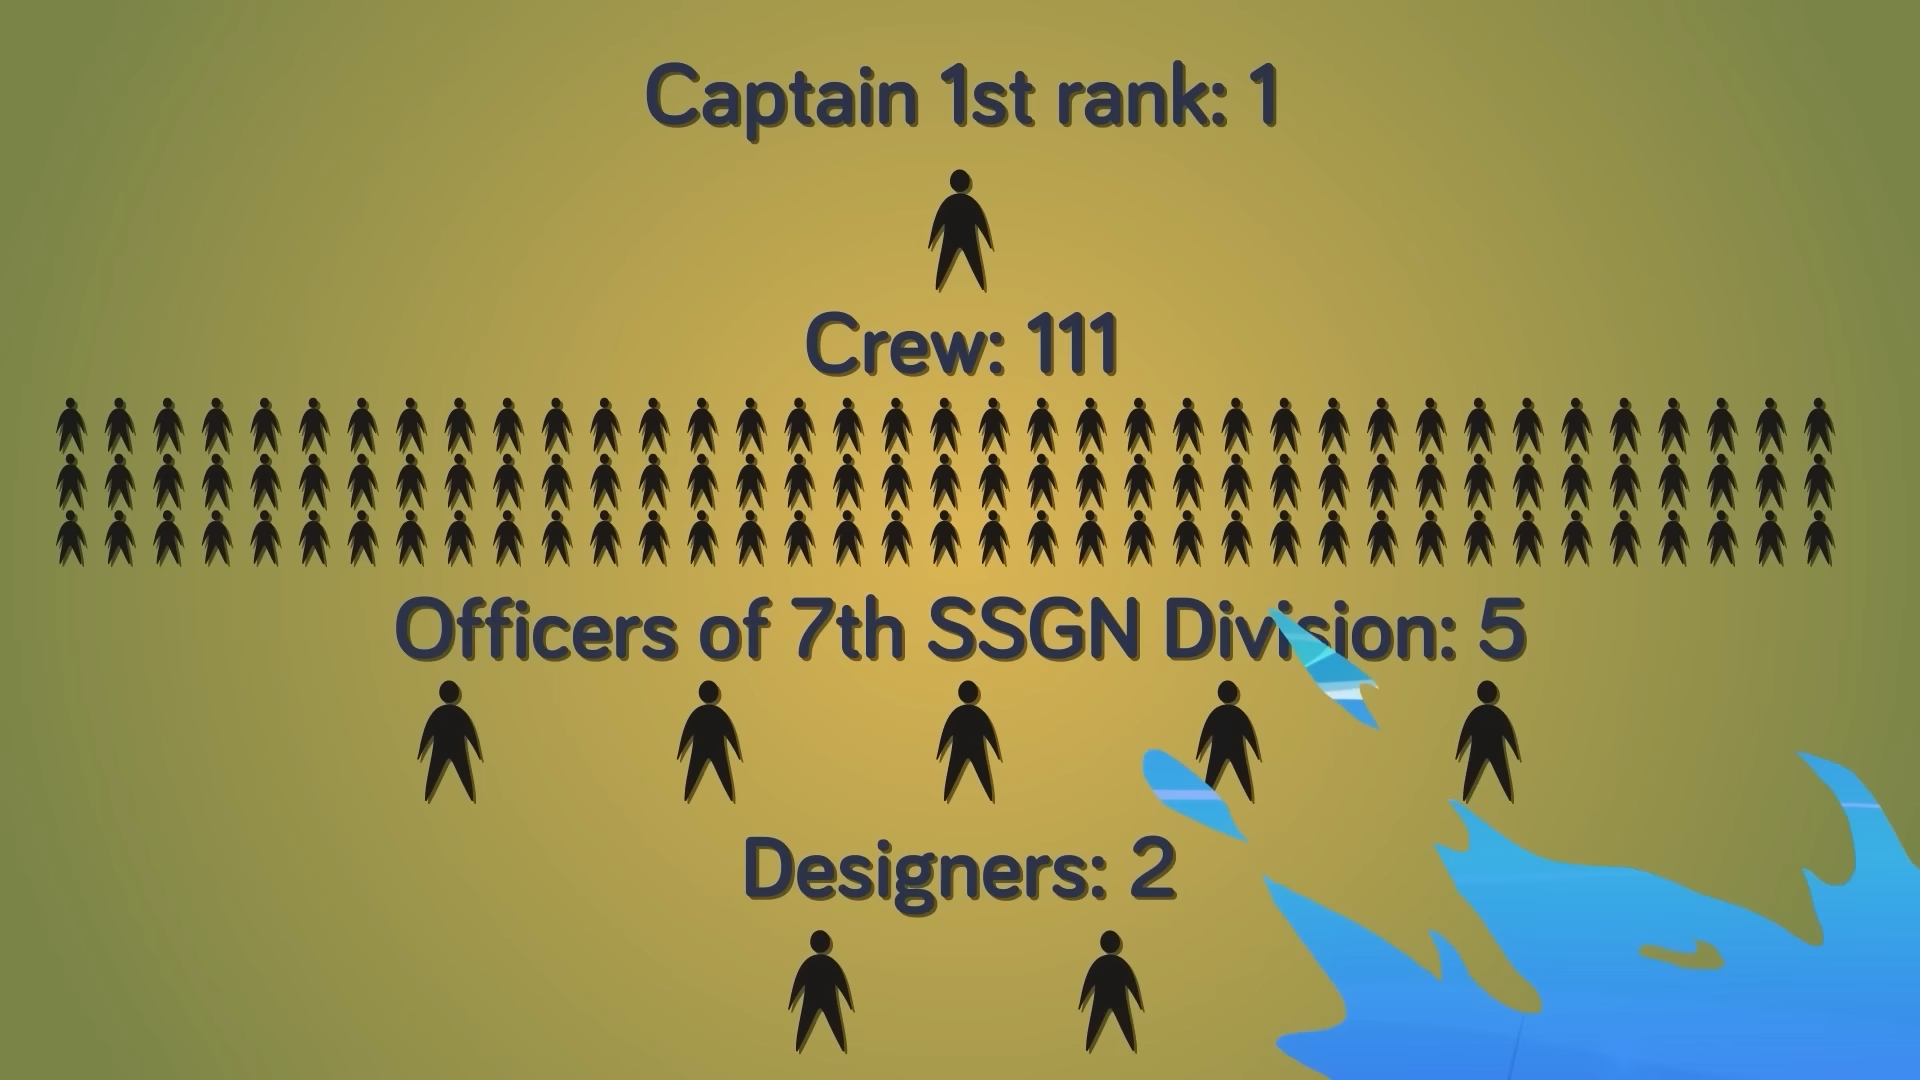 Captain 1st rank: 1
Crew: 111
Officers of 7th SSGN Division: 5
Designers: 2